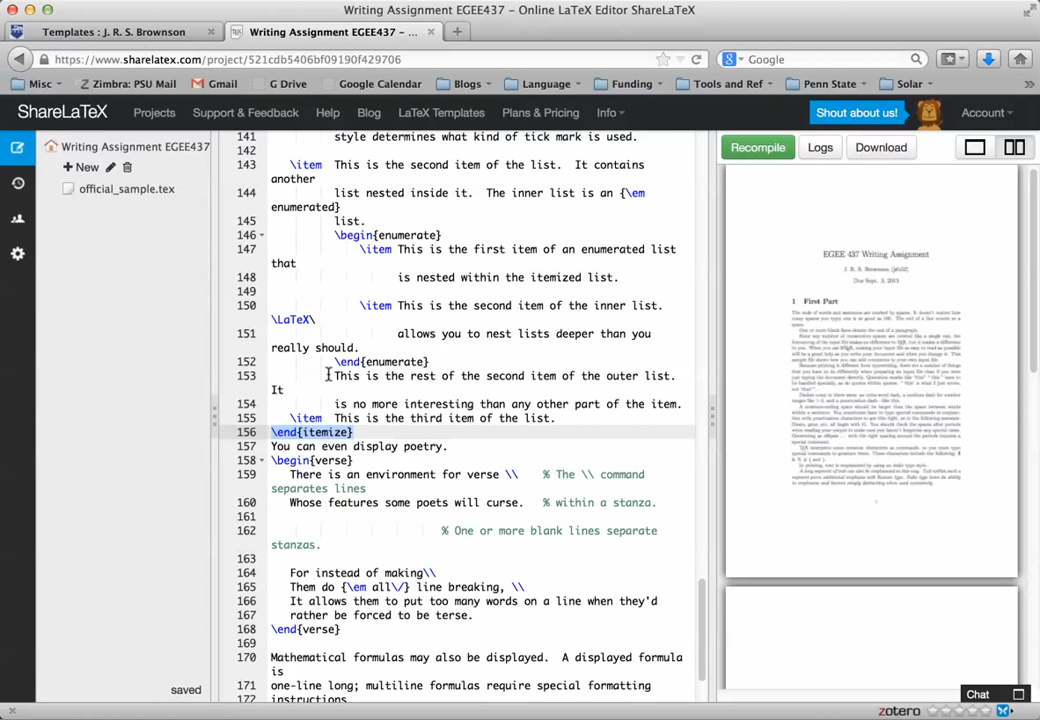 Writing Assignment EGEE437 - Online LaTeX Editor ShareLaTeX
Templates : J. R. S. Brownson
Writing Assignment EGEE437 - ...
https://www.sharelatex.com/project/521cdb5406bf09190f429706
Google
Misc
Zimbra: PSU Mail
Gmail
G Drive
Google Calendar
Blogs
Language
Funding
Tools and Ref
Penn State
Solar
ShareLaTeX
Projects
Support & Feedback
Help
Blog
LaTeX Templates
Plans & Pricing
Info
Shout about us!
Account
Writing Assignment EGEE437
New
official_sample.tex
saved
141 style determines what kind of tick mark is used.
142
143 \item This is the second item of the list. It contains
another
144 list nested inside it. The inner list is an {\em
enumerated}
145 list.
146 \begin{enumerate}
147 \item This is the first item of an enumerated list
that
148 is nested within the itemized list.
149
150 \item This is the second item of the inner list.
\LaTeX\
151 allows you to nest lists deeper than you
really should.
152 \end{enumerate}
153 This is the rest of the second item of the outer list.
It
154 is no more interesting than any other part of the item.
155 \item This is the third item of the list.
156 \end{itemize}
157 You can even display poetry.
158 \begin{verse}
159 There is an environment for verse \\ % The \\ command
separates lines
160 Whose features some poets will curse. % within a stanza.
161
162 % One or more blank lines separate
stanzas.
163
164 For instead of making\\
165 Them do {\em all\/} line breaking, \\
166 It allows them to put too many words on a line when they'd
167 rather be forced to be terse.
168 \end{verse}
169
170 Mathematical formulas may also be displayed. A displayed formula
is
171 one-line long; multiline formulas require special formatting
172 instructions.
Recompile
Logs
Download
EGEE 437 Writing Assignment
J. R. S. Brownson
Due Sept. 3, 2013
1 First Part
Chat
zotero